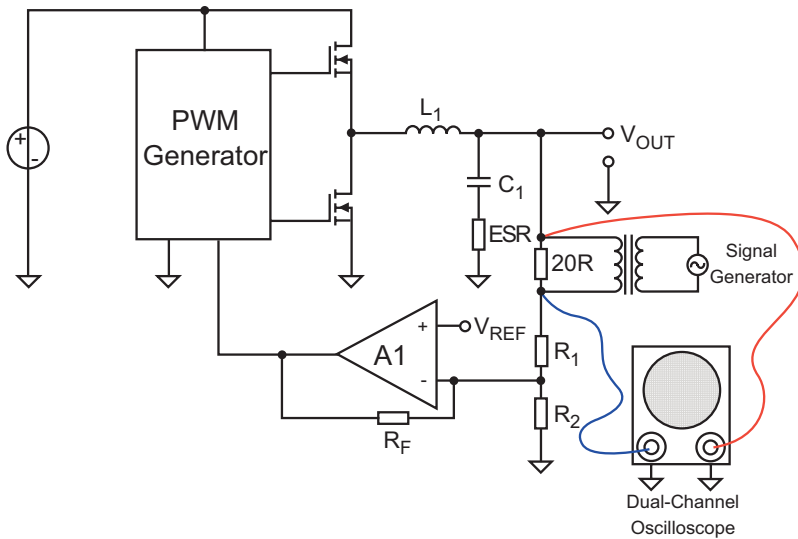 PWM
Generator
+
-
L1
VOUT
C1
ESR
20R
Signal
Generator
+
VREF
A1
-
R1
RF
R2
Dual-Channel
Oscilloscope